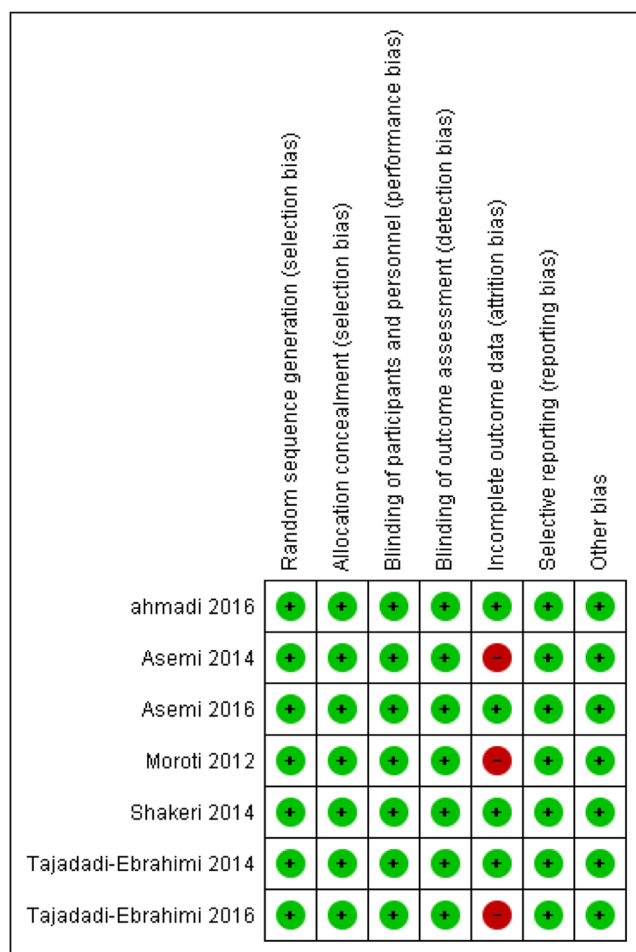 Random sequence generation (selection bias)
Allocation concealment (selection bias)
Blinding of participants and personnel (performance bias)
Blinding of outcome assessment (detection bias)
Incomplete outcome data (attrition bias)
Selective reporting (reporting bias)
Other bias
ahmadi 2016 + + + + + + +
Asemi 2014 + + + + - + +
Asemi 2016 + + + + + + +
Moroti 2012 + + + + - + +
Shakeri 2014 + + + + + + +
Tajadadi-Ebrahimi 2014 + + + + + + +
Tajadadi-Ebrahimi 2016 + + + + - + +